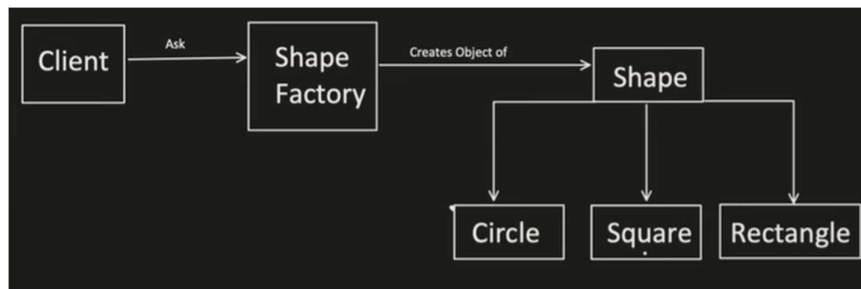 Client
Ask
Shape
Factory
Creates Object of
Shape
Circle
Square
Rectangle